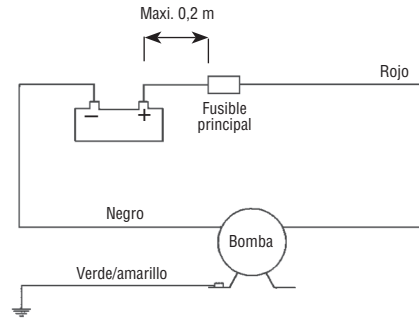 Maxi. 0,2 m
Rojo
Fusible
principal
− +
Negro
Bomba
Verde/amarillo